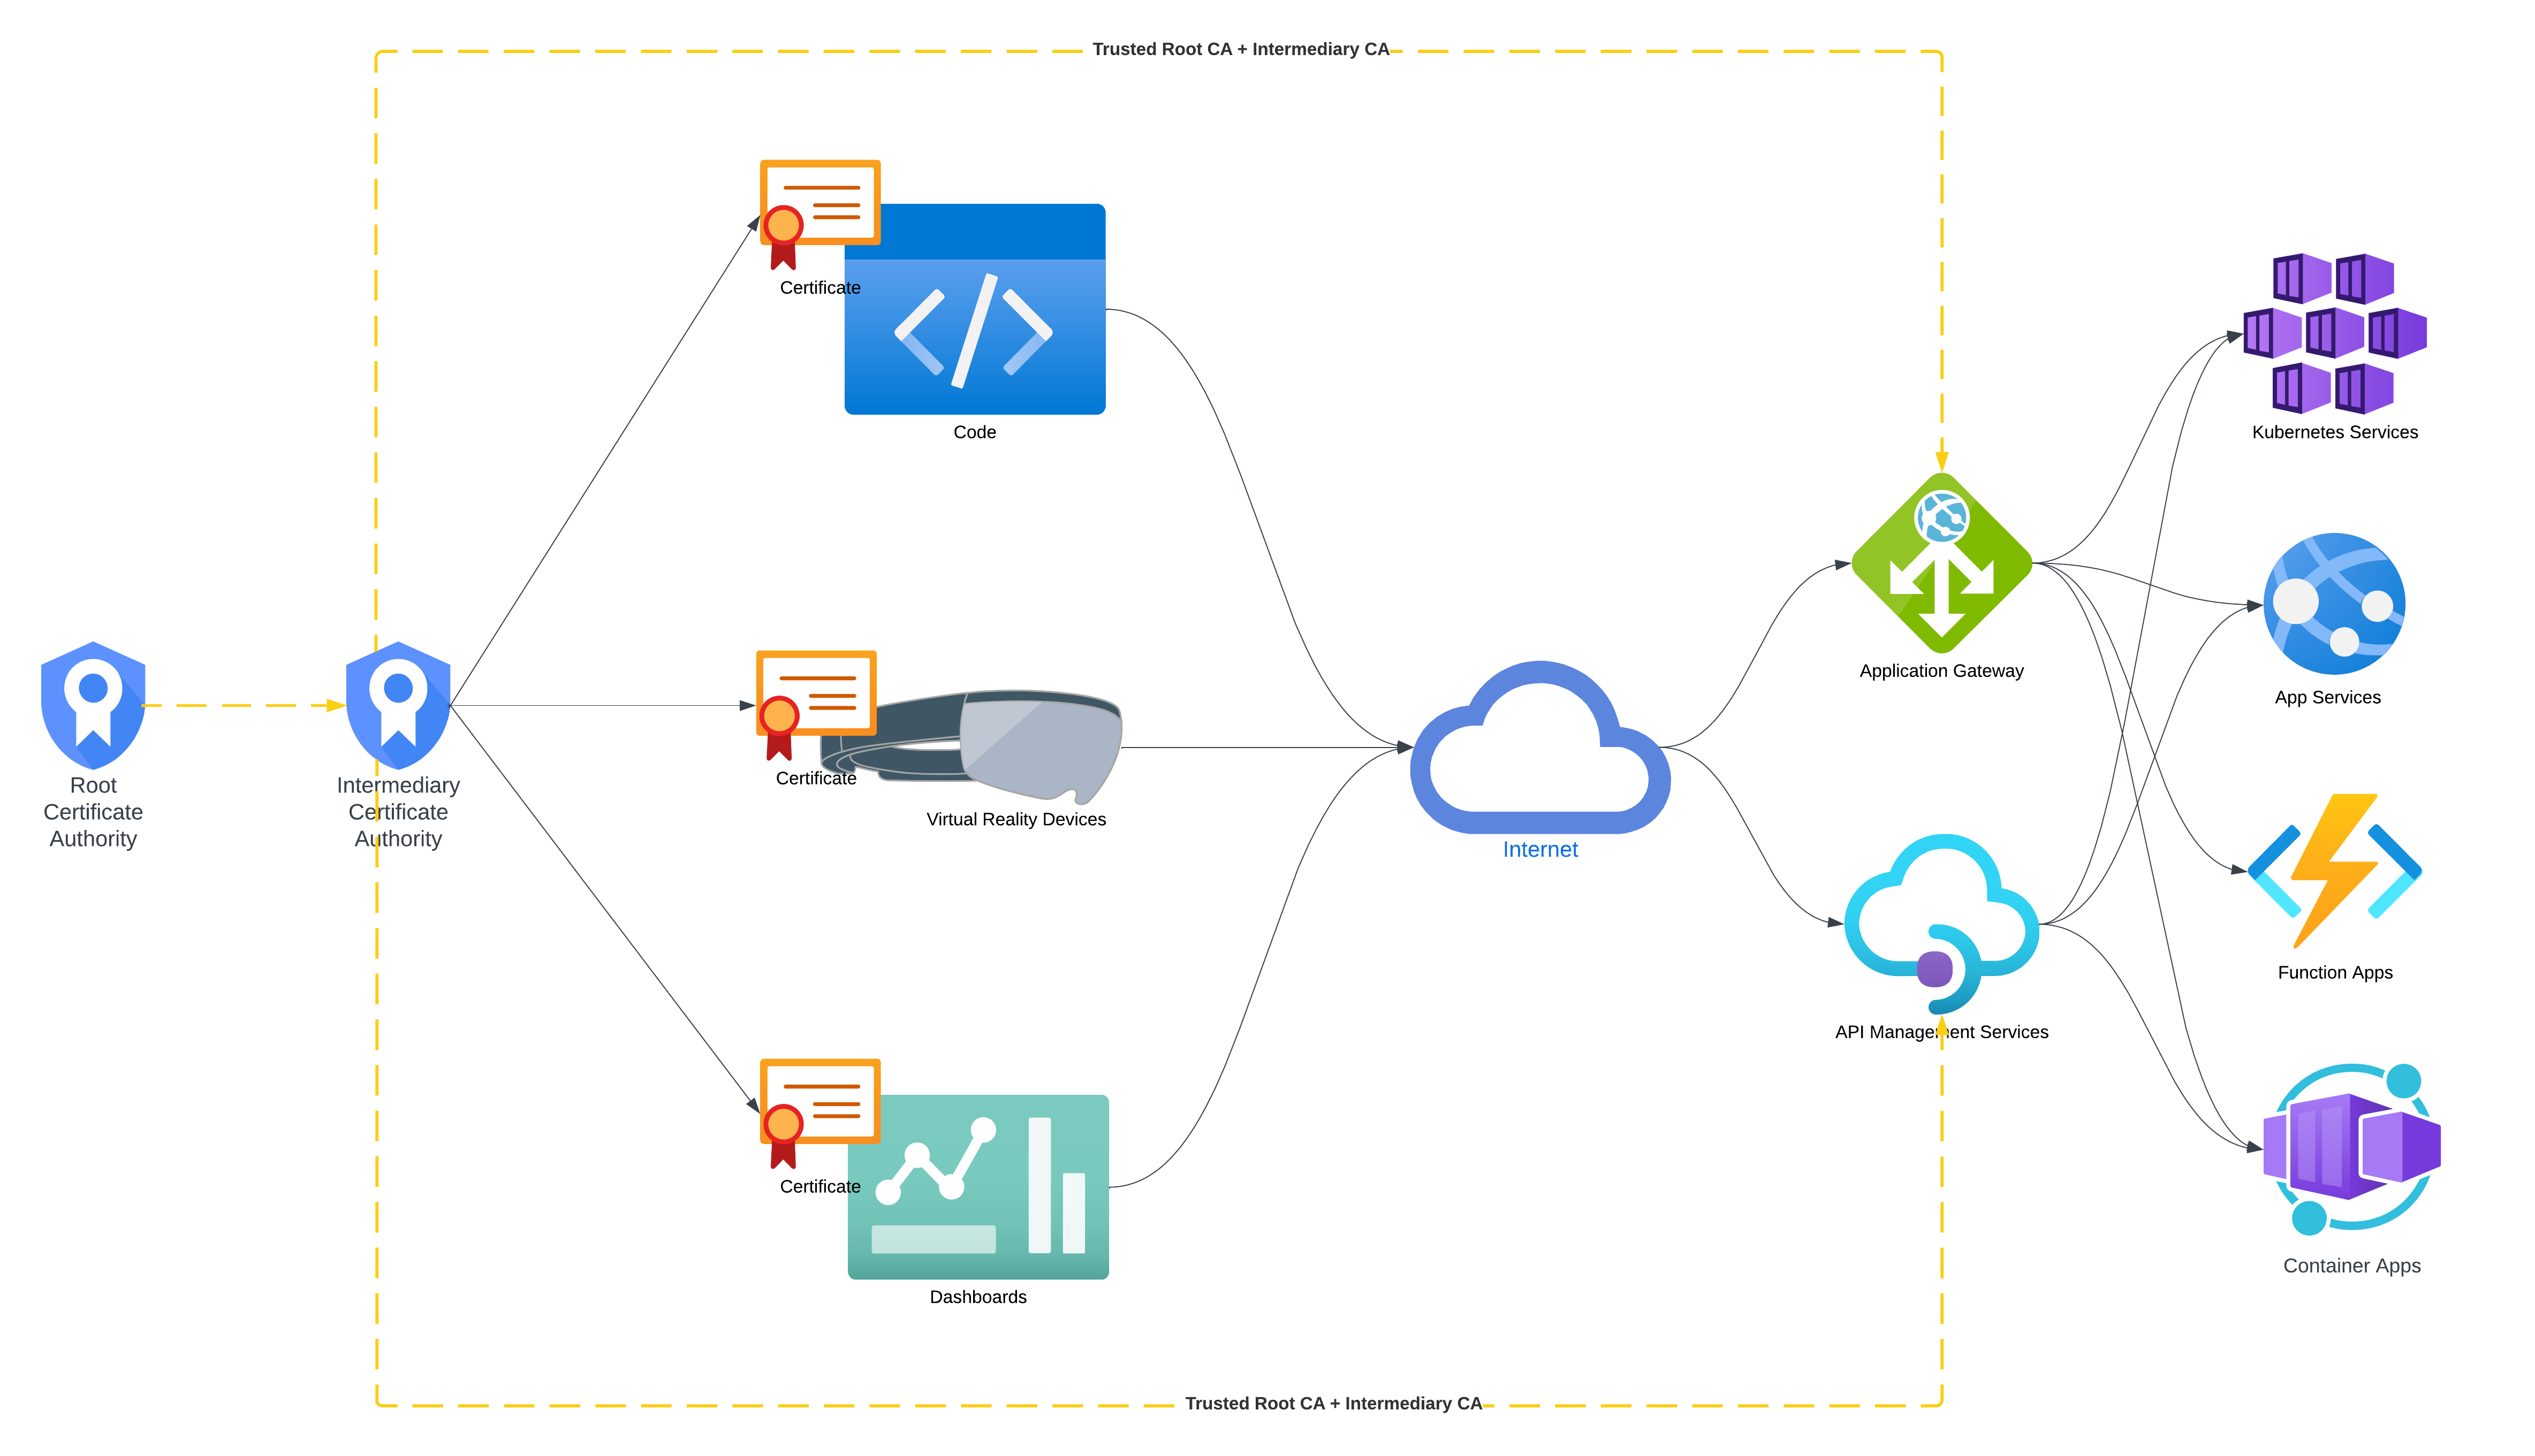 Trusted Root CA + Intermediary CA
Certificate
Code
Kubernetes Services
Root
Certificate
Authority
Intermediary
Certificate
Authority
Certificate
Virtual Reality Devices
Internet
Application Gateway
App Services
API Management Services
Function Apps
Certificate
Dashboards
Container Apps
Trusted Root CA + Intermediary CA